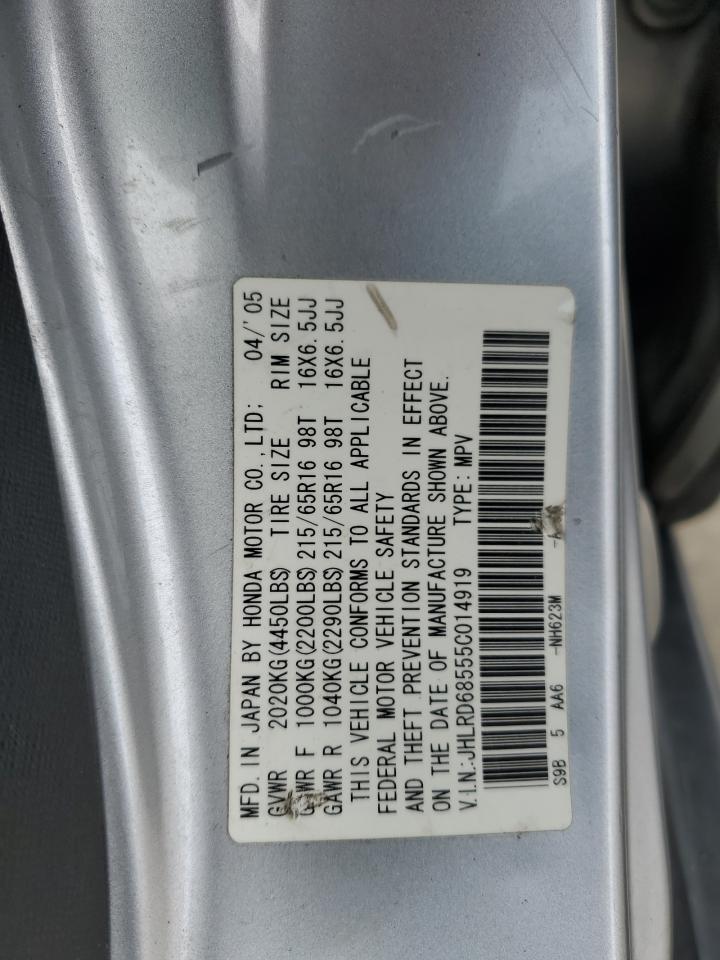 MFD. IN JAPAN BY HONDA MOTOR CO.,LTD; 04/'05
GVWR 2020KG(4450LBS) TIRE SIZE RIM SIZE
GAWR F 1000KG(2200LBS) 215/65R16 98T 16X6.5JJ
GAWR R 1040KG(2290LBS) 215/65R16 98T 16X6.5JJ
THIS VEHICLE CONFORMS TO ALL APPLICABLE
FEDERAL MOTOR VEHICLE SAFETY
AND THEFT PREVENTION STANDARDS IN EFFECT
ON THE DATE OF MANUFACTURE SHOWN ABOVE.
V.I.N.:JHLRD68555C014919 TYPE: MPV
S9B 5 AA6 -NH623M